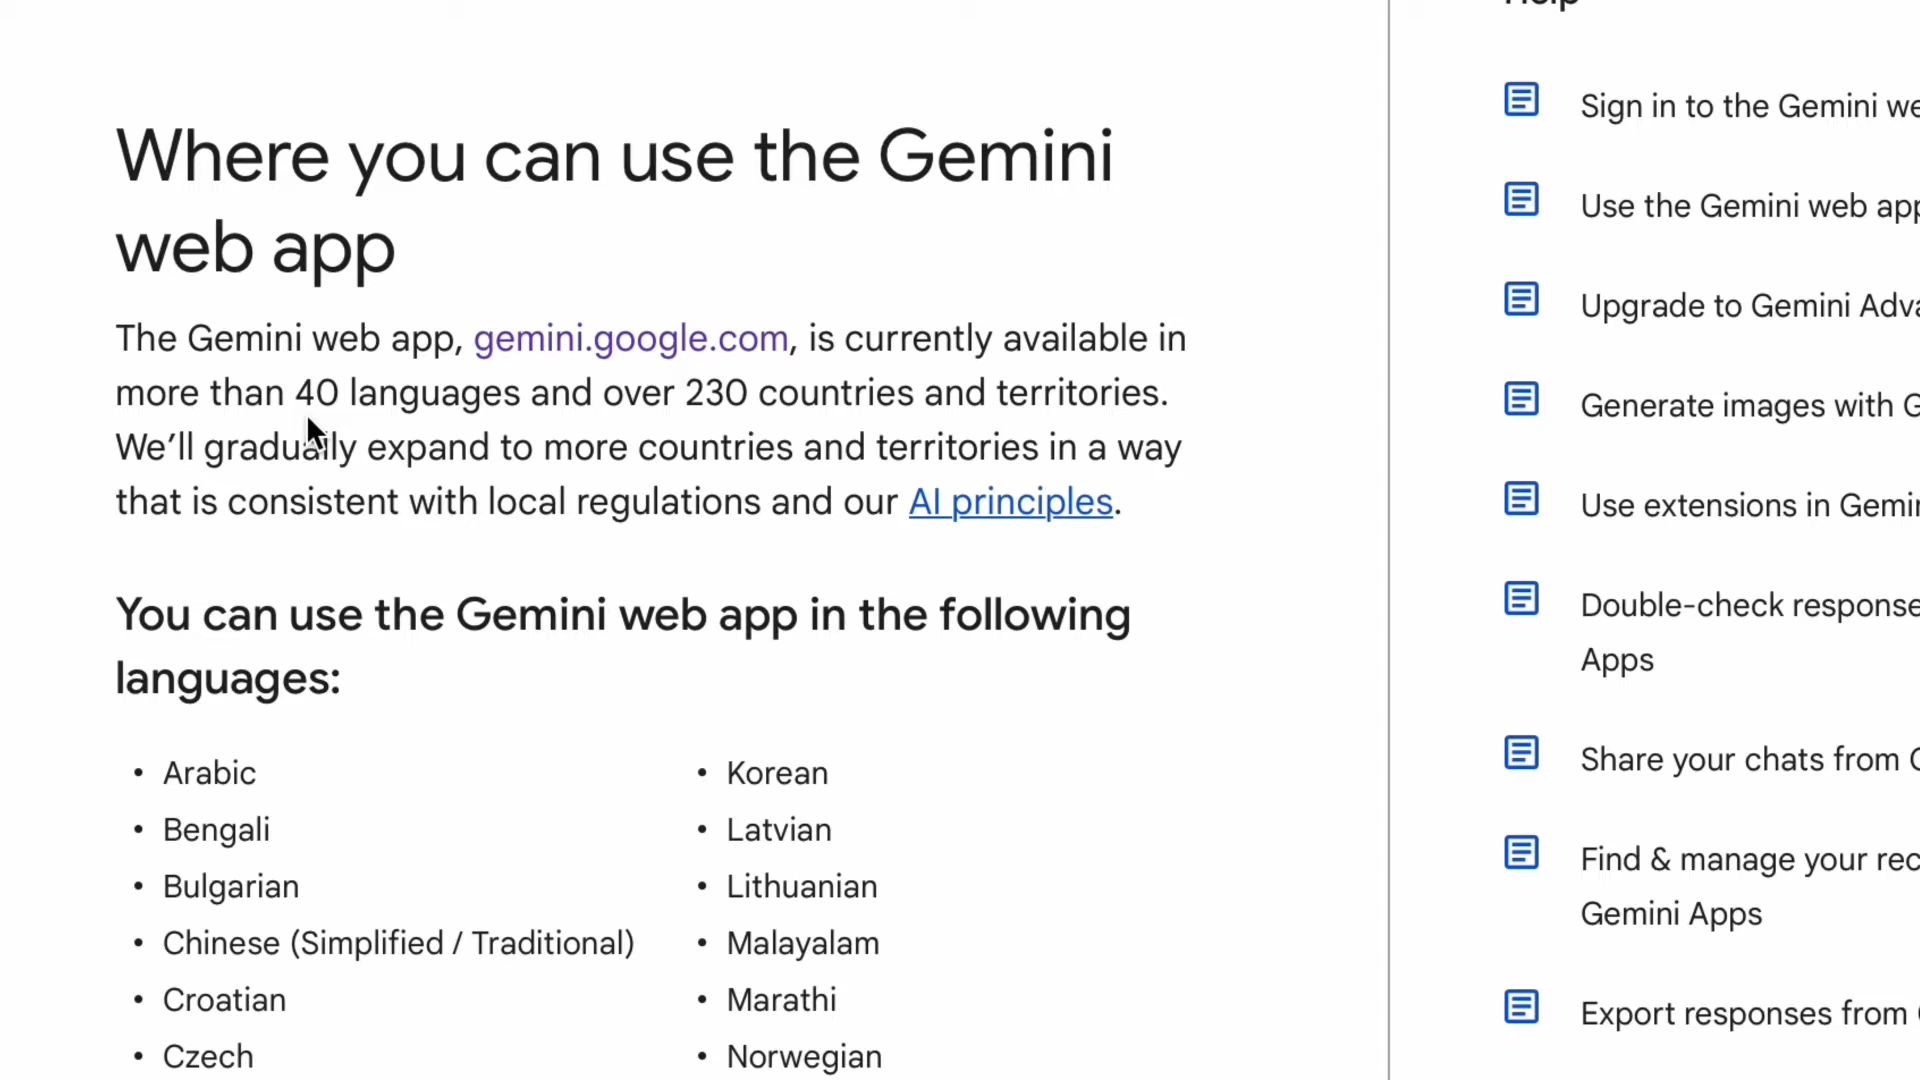 Where you can use the Gemini
web app
The Gemini web app, gemini.google.com, is currently available in
more than 40 languages and over 230 countries and territories.
We’ll gradually expand to more countries and territories in a way
that is consistent with local regulations and our AI principles.
You can use the Gemini web app in the following
languages:
• Arabic
• Bengali
• Bulgarian
• Chinese (Simplified / Traditional)
• Croatian
• Czech
• Korean
• Latvian
• Lithuanian
• Malayalam
• Marathi
• Norwegian
Help
Sign in to the Gemini we
Use the Gemini web app
Upgrade to Gemini Adva
Generate images with G
Use extensions in Gemin
Double-check response
Apps
Share your chats from G
Find & manage your rec
Gemini Apps
Export responses from